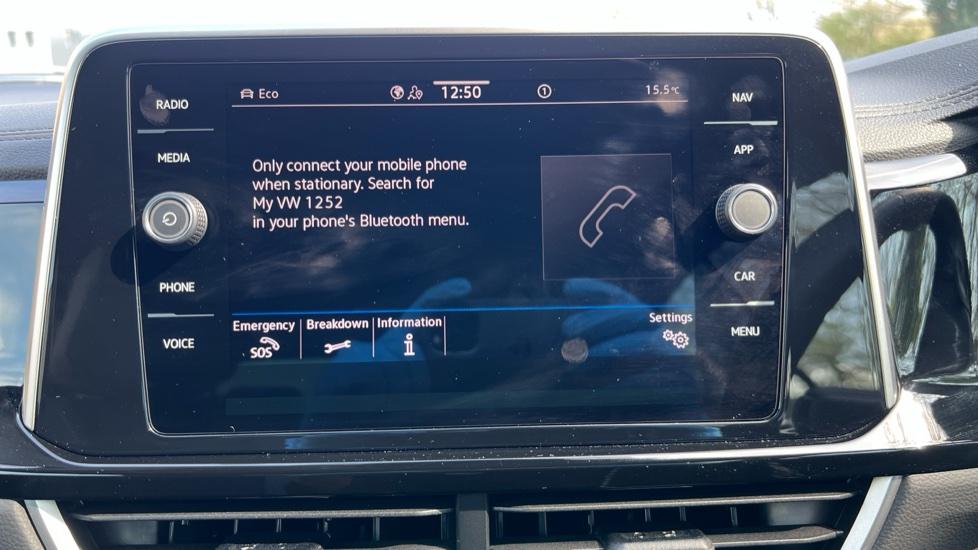 RADIO
MEDIA
PHONE
VOICE
Eco
12:50
1
15.5°C
Only connect your mobile phone
when stationary. Search for
My VW 1252
in your phone's Bluetooth menu.
Emergency
SOS
Breakdown
Information
i
Settings
NAV
APP
CAR
MENU